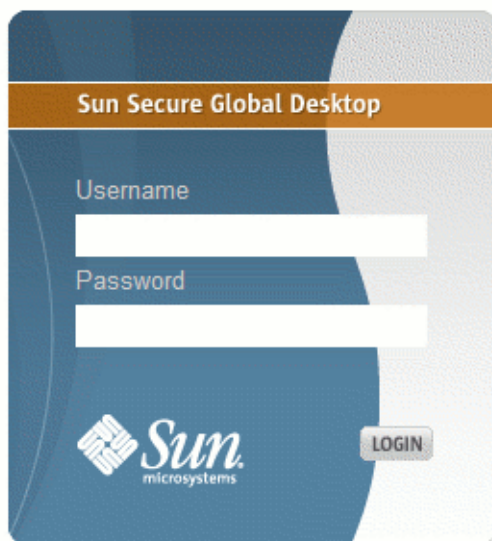 Sun Secure Global Desktop
Username
Password
Sun
microsystems
LOGIN